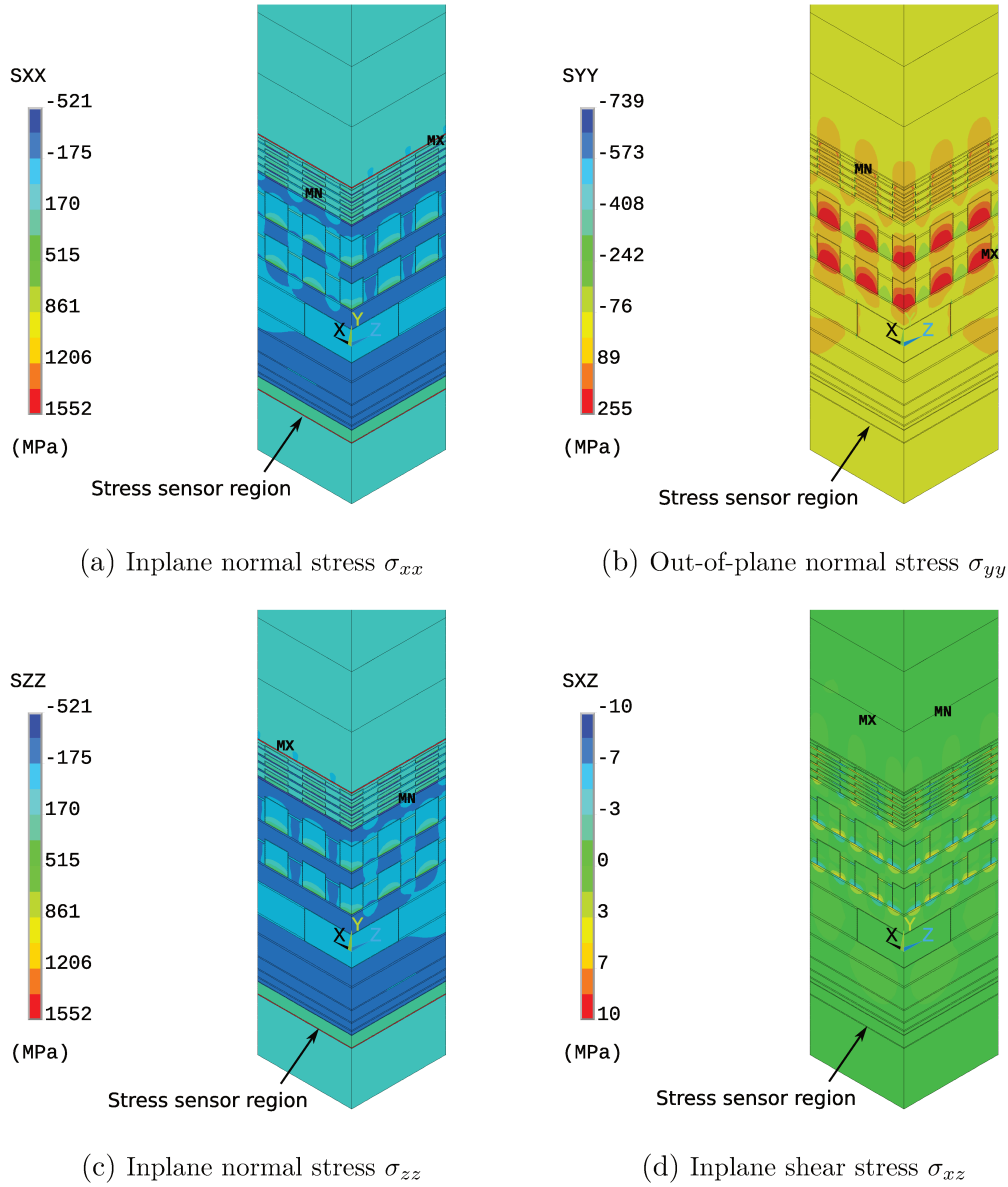 SXX
-521
-175
170
515
861
1206
1552
(MPa)
MX
MN
Y
X Z
Stress sensor region
(a) Inplane normal stress σxx
SYY
-739
-573
-408
-242
-76
89
255
(MPa)
MN
MX
X Z
Stress sensor region
(b) Out-of-plane normal stress σyy
SZZ
-521
-175
170
515
861
1206
1552
(MPa)
MX
MN
Y
X Z
Stress sensor region
(c) Inplane normal stress σzz
SXZ
-10
-7
-3
0
3
7
10
(MPa)
MX
MN
Y
X Z
Stress sensor region
(d) Inplane shear stress σxz